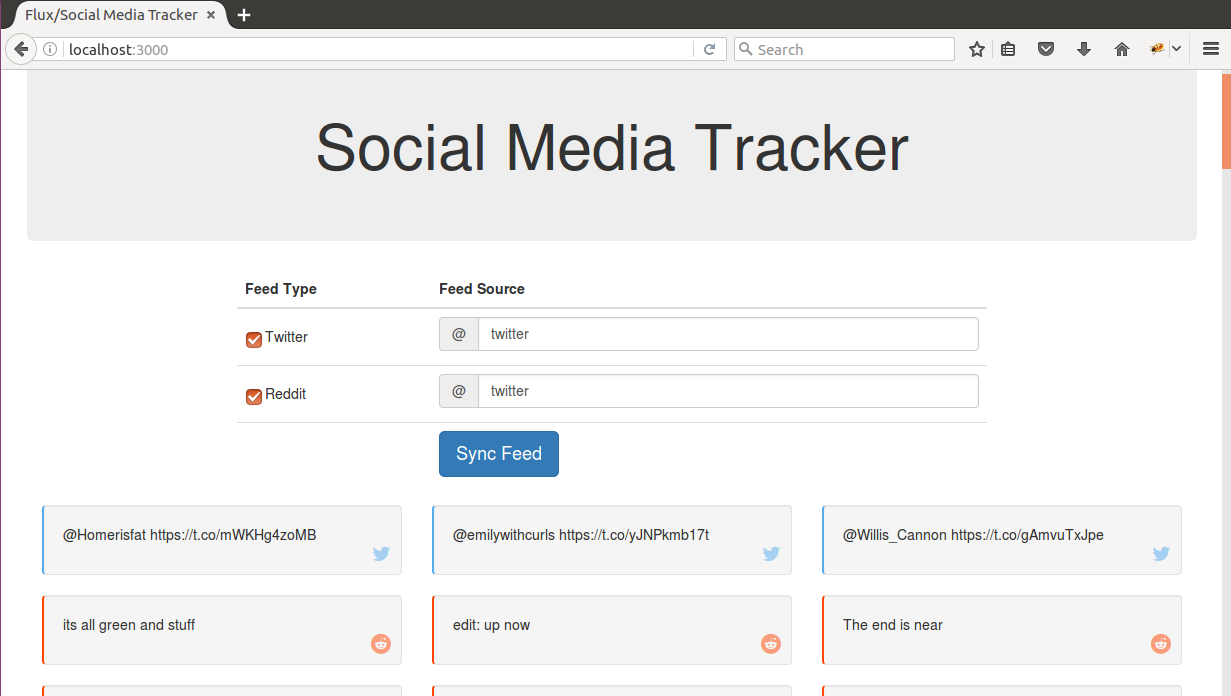 Flux/Social Media Tracker
localhost:3000
Search
Social Media Tracker
Feed Type Feed Source
Twitter @ twitter
Reddit @ twitter
Sync Feed
@Homerisfat https://t.co/mWKHg4zoMB
@emilywithcurls https://t.co/yJNPkmb17t
@Willis_Cannon https://t.co/gAmvuTxJpe
its all green and stuff
edit: up now
The end is near